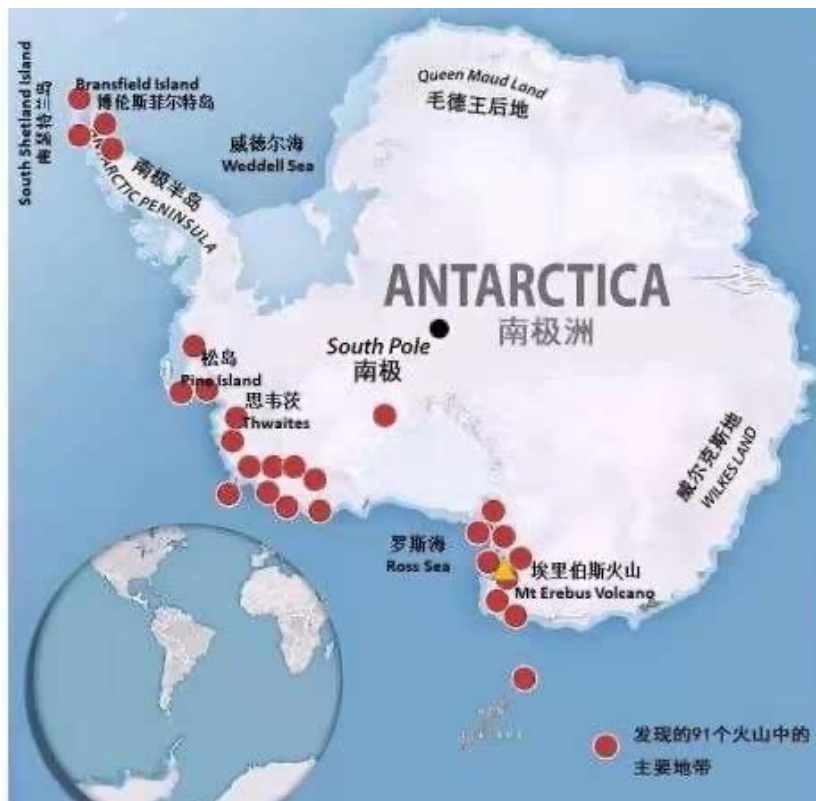 South Shetland Island
南瑟特兰岛
Bransfield Island
博伦斯菲尔特岛
南极半岛
ANTARCTIC PENINSULA
威德尔海
Weddell Sea
Queen Maud Land
毛德王后地
ANTARCTICA
南极洲
South Pole
南极
松岛
Pine Island
思韦茨
Thwaites
威尔克斯地
WILKES LAND
罗斯海
Ross Sea
埃里伯斯火山
Mt Erebus Volcano
发现的91个火山中的
主要地带